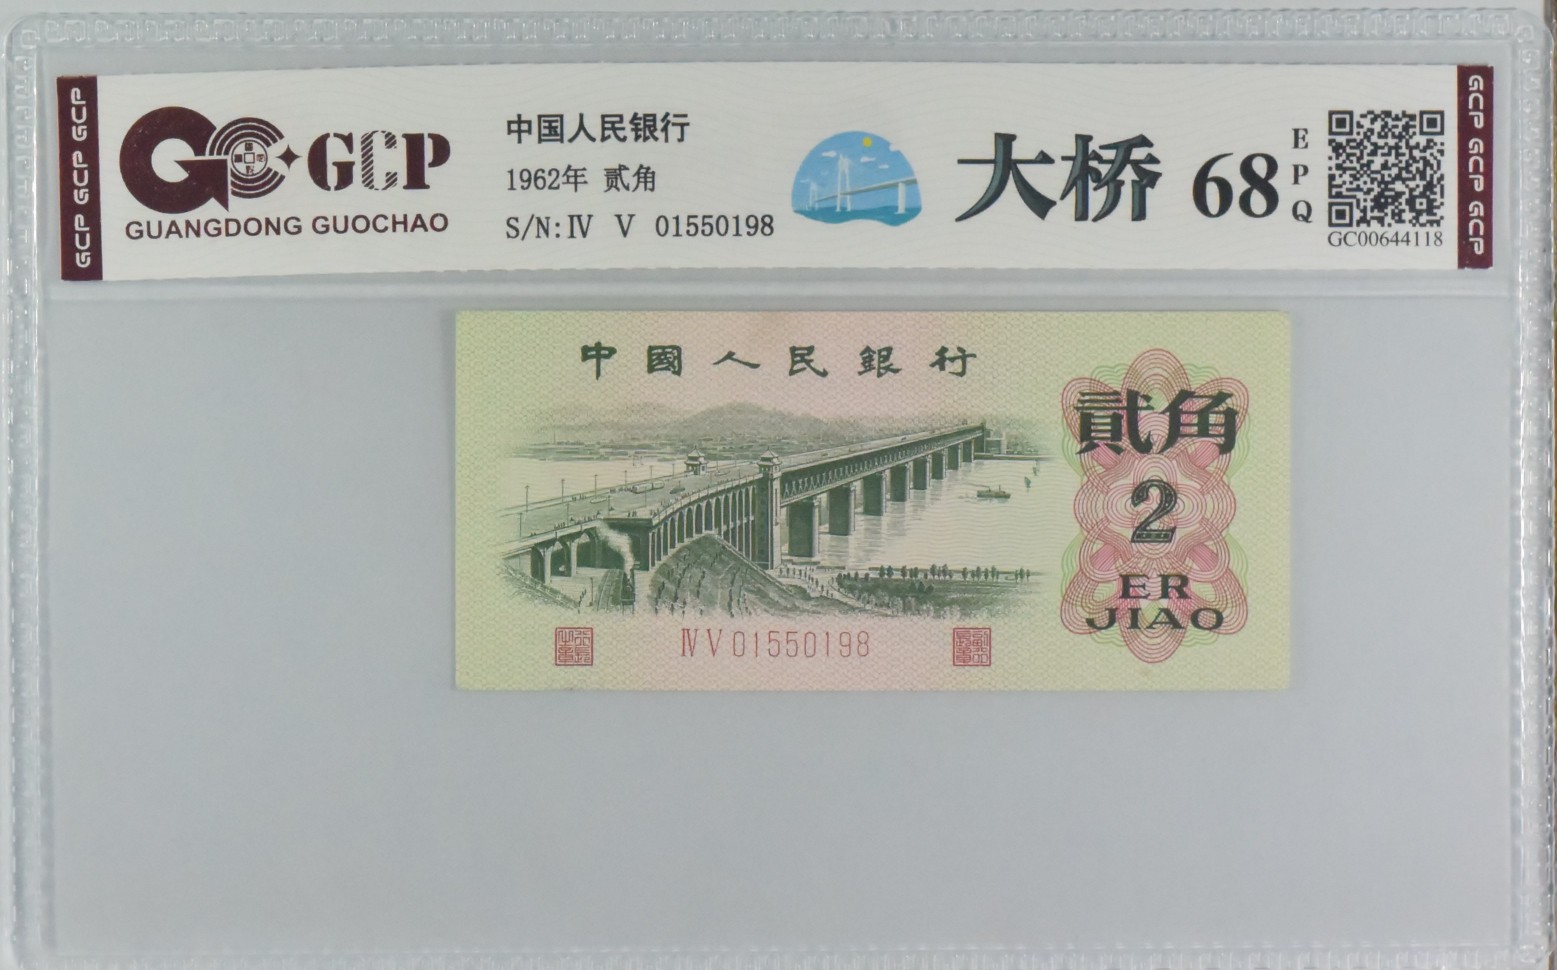 GCP GCP GCP
GCP
GUANGDONG GUOCHAO
中国人民银行
1962年 贰角
S/N:Ⅳ Ⅴ 01550198
大桥 68
E
P
Q
GC00644118
GCP GCP GCP
中國人民銀行
貳角
2
ER
JIAO
ⅣⅤ01550198